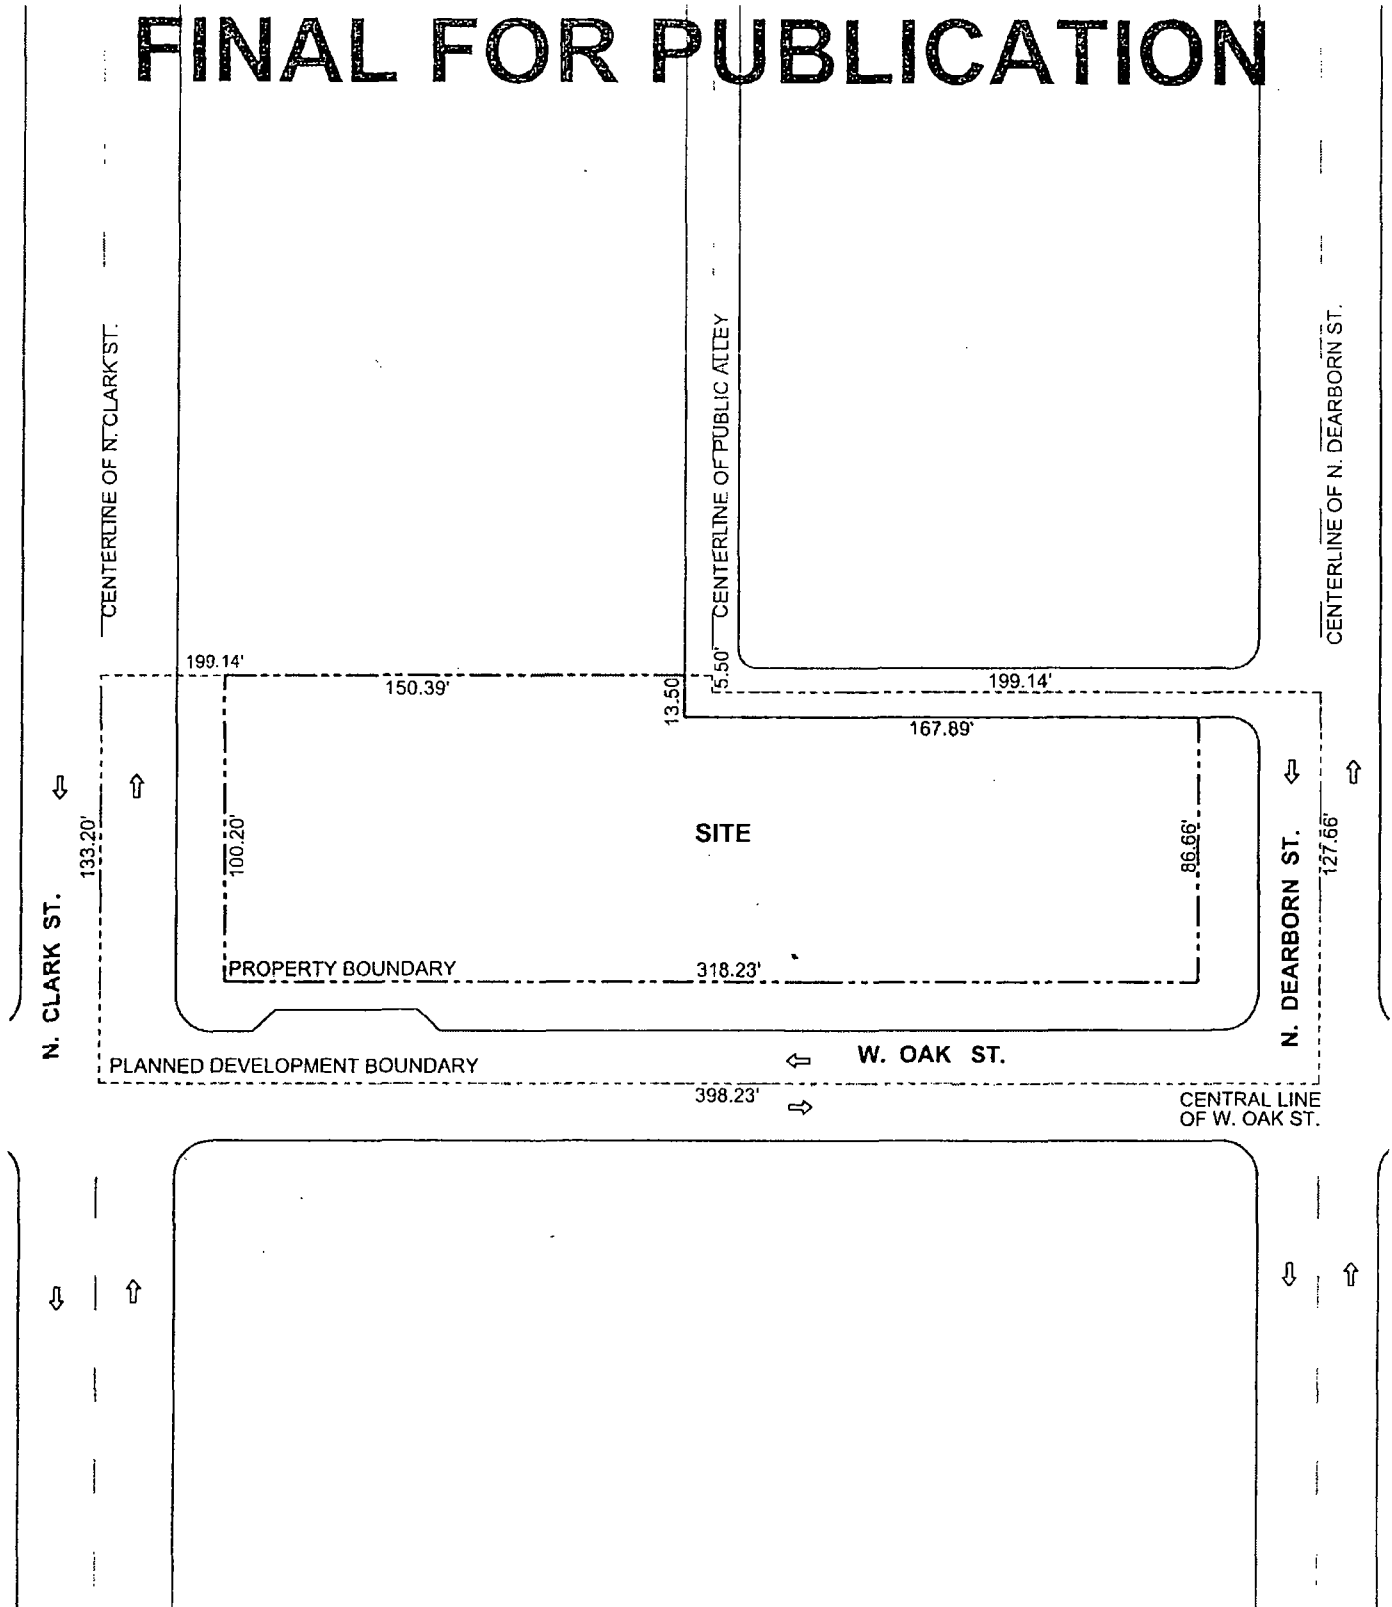 FINAL FOR PUBLICATION
CENTERLINE OF N. CLARK ST.
CENTERLINE OF PUBLIC ALLEY
CENTERLINE OF N. DEARBORN ST.
199.14'
150.39'
13.50'
5.50'
199.14'
167.89'
133.20'
100.20'
SITE
86.66'
127.66'
N. CLARK ST.
N. DEARBORN ST.
PROPERTY BOUNDARY
318.23'
PLANNED DEVELOPMENT BOUNDARY
W. OAK ST.
398.23'
CENTRAL LINE
OF W. OAK ST.